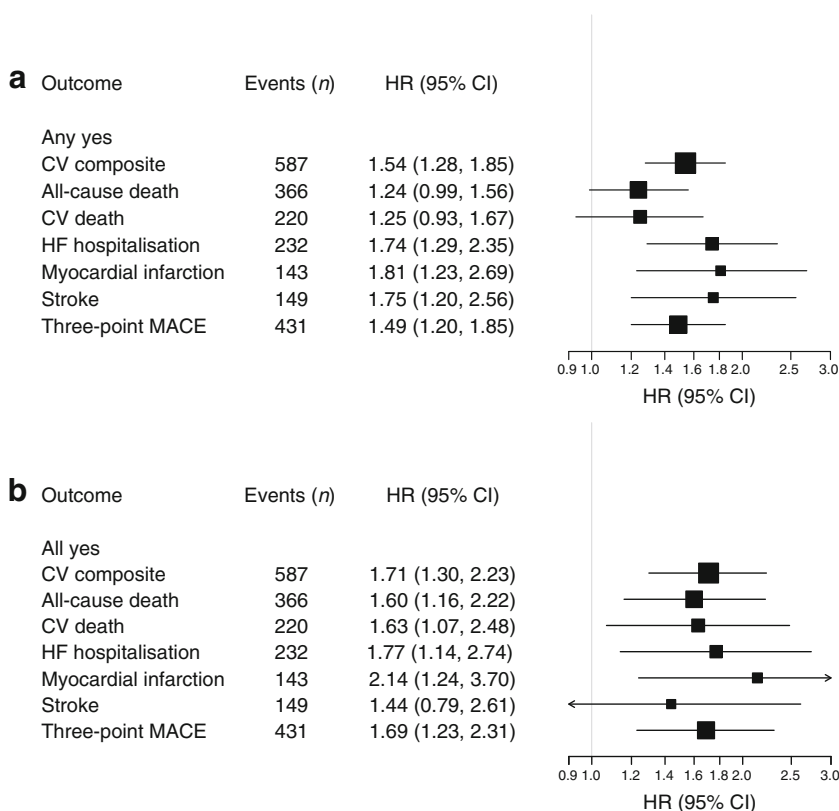 a Outcome Events (n) HR (95% CI)
Any yes
CV composite 587 1.54 (1.28, 1.85)
All-cause death 366 1.24 (0.99, 1.56)
CV death 220 1.25 (0.93, 1.67)
HF hospitalisation 232 1.74 (1.29, 2.35)
Myocardial infarction 143 1.81 (1.23, 2.69)
Stroke 149 1.75 (1.20, 2.56)
Three-point MACE 431 1.49 (1.20, 1.85)
0.9 1.0 1.2 1.4 1.6 1.8 2.0 2.5 3.0
HR (95% CI)
b Outcome Events (n) HR (95% CI)
All yes
CV composite 587 1.71 (1.30, 2.23)
All-cause death 366 1.60 (1.16, 2.22)
CV death 220 1.63 (1.07, 2.48)
HF hospitalisation 232 1.77 (1.14, 2.74)
Myocardial infarction 143 2.14 (1.24, 3.70)
Stroke 149 1.44 (0.79, 2.61)
Three-point MACE 431 1.69 (1.23, 2.31)
0.9 1.0 1.2 1.4 1.6 1.8 2.0 2.5 3.0
HR (95% CI)